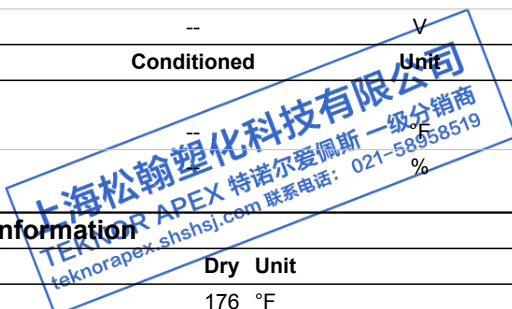 -- V
Conditioned Unit
-- °F
-- %
上海松翰塑化科技有限公司
TEKNOR APEX 特诺尔爱佩斯 一级分销商
teknorapex.shshsj.com 联系电话： 021-58958519
nformation
Dry Unit
176 °F